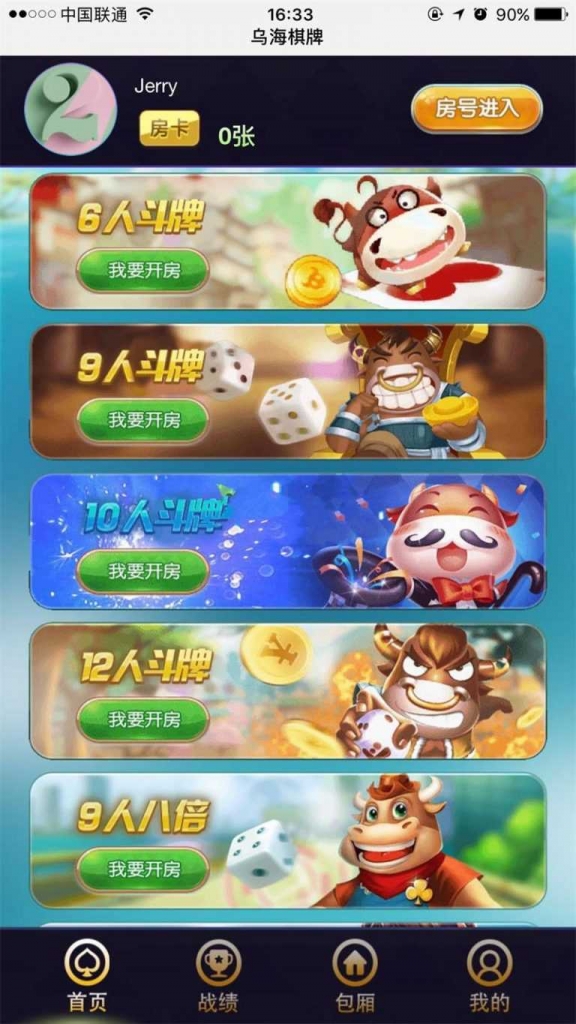 中国联通 16:33 90%
乌海棋牌
Jerry
房卡 0张
房号进入
6人斗牌
我要开房
9人斗牌
我要开房
10人斗牌
我要开房
12人斗牌
我要开房
9人八倍
我要开房
首页 战绩 包厢 我的